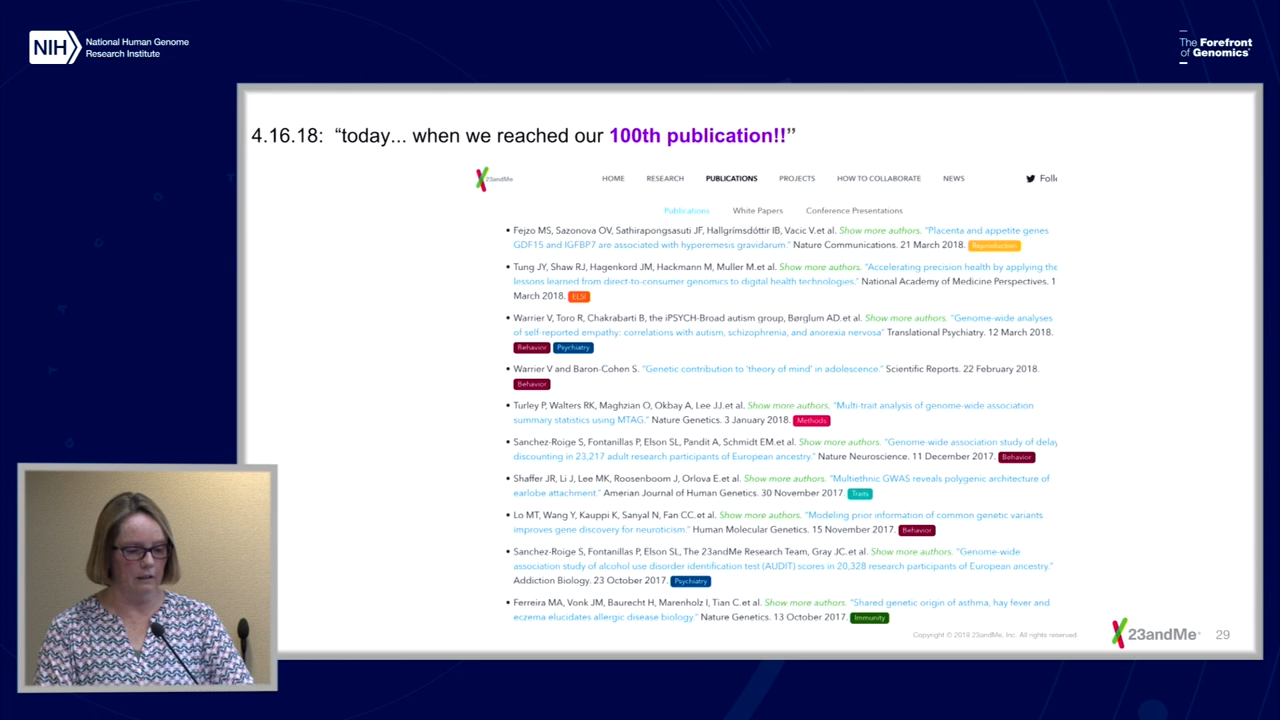 NIH
National Human Genome
Research Institute
The Forefront
of Genomics®
4.16.18: “today... when we reached our 100th publication!!”
23andMe
HOME RESEARCH PUBLICATIONS PROJECTS HOW TO COLLABORATE NEWS Follo
Publications White Papers Conference Presentations
• Fejzo MS, Sazonova OV, Sathirapongsasuti JF, Hallgrímsdóttir IB, Vacic V.et al. Show more authors. “Placenta and appetite genes
GDF15 and IGFBP7 are associated with hyperemesis gravidarum.” Nature Communications. 21 March 2018. Reproduction
• Tung JY, Shaw RJ, Hagenkord JM, Hackmann M, Muller M.et al. Show more authors. “Accelerating precision health by applying the
lessons learned from direct-to-consumer genomics to digital health technologies.” National Academy of Medicine Perspectives. 1
March 2018. ELSI
• Warrier V, Toro R, Chakrabarti B, the iPSYCH-Broad autism group, Børglum AD.et al. Show more authors. “Genome-wide analyses
of self-reported empathy: correlations with autism, schizophrenia, and anorexia nervosa” Translational Psychiatry. 12 March 2018.
Behavior Psychiatry
• Warrier V and Baron-Cohen S. “Genetic contribution to ‘theory of mind’ in adolescence.” Scientific Reports. 22 February 2018.
Behavior
• Turley P, Walters RK, Maghzian O, Okbay A, Lee JJ.et al. Show more authors. “Multi-trait analysis of genome-wide association
summary statistics using MTAG.” Nature Genetics. 3 January 2018. Methods
• Sanchez-Roige S, Fontanillas P, Elson SL, Pandit A, Schmidt EM.et al. Show more authors. “Genome-wide association study of delay
discounting in 23,217 adult research participants of European ancestry.” Nature Neuroscience. 11 December 2017. Behavior
• Shaffer JR, Li J, Lee MK, Roosenboom J, Orlova E.et al. Show more authors. “Multiethnic GWAS reveals polygenic architecture of
earlobe attachment.” Amerian Journal of Human Genetics. 30 November 2017. Traits
• Lo MT, Wang Y, Kauppi K, Sanyal N, Fan CC.et al. Show more authors. “Modeling prior information of common genetic variants
improves gene discovery for neuroticism.” Human Molecular Genetics. 15 November 2017. Behavior
• Sanchez-Roige S, Fontanillas P, Elson SL, The 23andMe Research Team, Gray JC.et al. Show more authors. “Genome-wide
association study of alcohol use disorder identification test (AUDIT) scores in 20,328 research participants of European ancestry.”
Addiction Biology. 23 October 2017. Psychiatry
• Ferreira MA, Vonk JM, Baurecht H, Marenholz I, Tian C.et al. Show more authors. “Shared genetic origin of asthma, hay fever and
eczema elucidates allergic disease biology.” Nature Genetics. 13 October 2017. Immunity
Copyright © 2018 23andMe, Inc. All rights reserved.
23andMe® 29